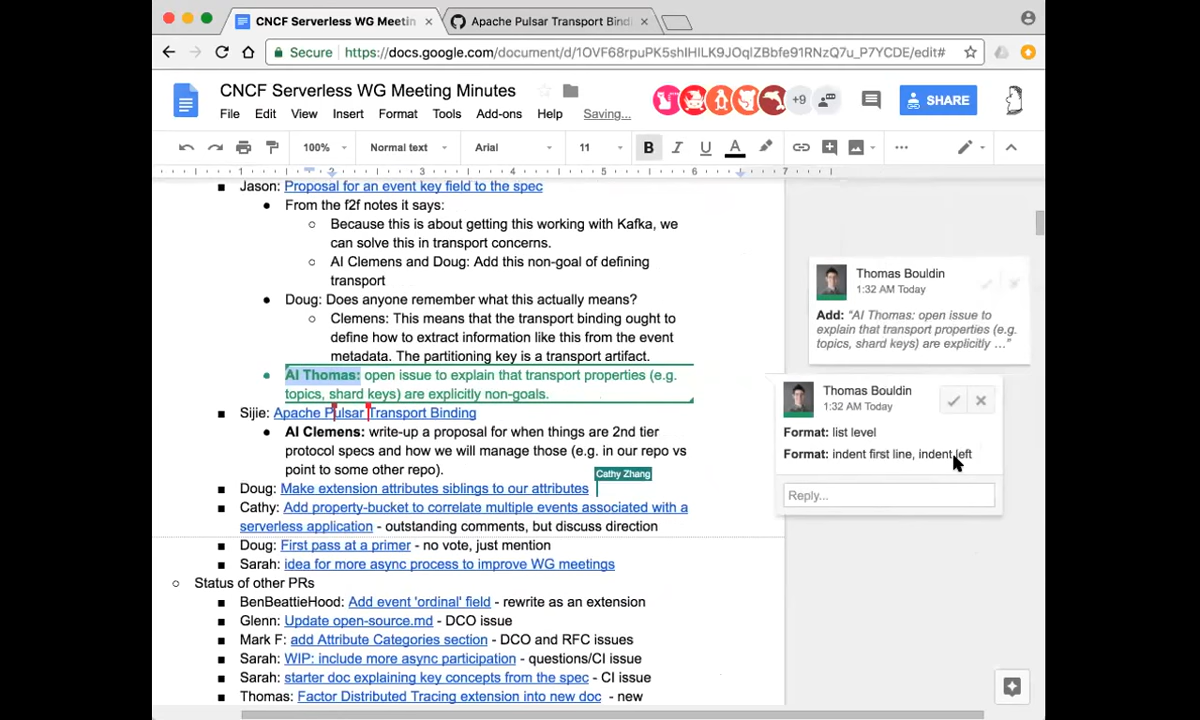 CNCF Serverless WG Meetin
Apache Pulsar Transport Bind
Secure
https://docs.google.com/document/d/1OVF68rpuPK5shIHlLK9JOqlZBbfe91RNzQ7u_P7YCDE/edit#
CNCF Serverless WG Meeting Minutes
+9
SHARE
File Edit View Insert Format Tools Add-ons Help Saving...
100% Normal text Arial 11 B I U A
1 2 3 4 5 6 7
Jason: Proposal for an event key field to the spec
From the f2f notes it says:
Because this is about getting this working with Kafka, we
can solve this in transport concerns.
AI Clemens and Doug: Add this non-goal of defining
transport
Doug: Does anyone remember what this actually means?
Clemens: This means that the transport binding ought to
define how to extract information like this from the event
metadata. The partitioning key is a transport artifact.
AI Thomas: open issue to explain that transport properties (e.g.
topics, shard keys) are explicitly non-goals.
Sijie: Apache Pulsar Transport Binding
AI Clemens: write-up a proposal for when things are 2nd tier
protocol specs and how we will manage those (e.g. in our repo vs
point to some other repo).
Cathy Zhang
Doug: Make extension attributes siblings to our attributes
Cathy: Add property-bucket to correlate multiple events associated with a
serverless application - outstanding comments, but discuss direction
Doug: First pass at a primer - no vote, just mention
Sarah: idea for more async process to improve WG meetings
Status of other PRs
BenBeattieHood: Add event 'ordinal' field - rewrite as an extension
Glenn: Update open-source.md - DCO issue
Mark F: add Attribute Categories section - DCO and RFC issues
Sarah: WIP: include more async participation - questions/CI issue
Sarah: starter doc explaining key concepts from the spec - CI issue
Thomas: Factor Distributed Tracing extension into new doc - new
Thomas Bouldin
1:32 AM Today
Add: "AI Thomas: open issue to
explain that transport properties (e.g.
topics, shard keys) are explicitly ..."
Thomas Bouldin
1:32 AM Today
Format: list level
Format: indent first line, indent left
Reply...